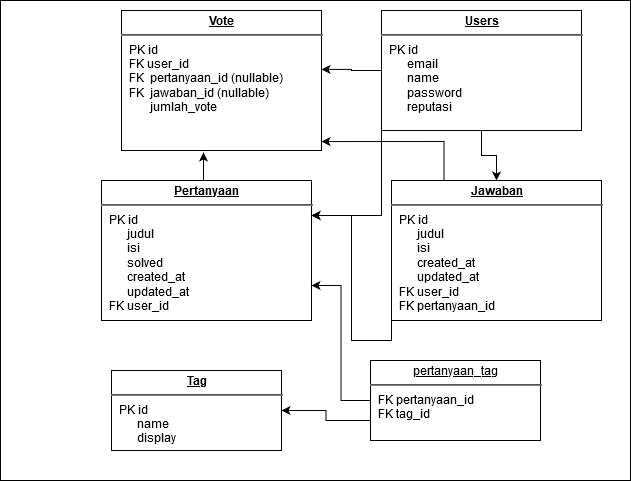 Vote
PK id
FK user_id
FK pertanyaan_id (nullable)
FK jawaban_id (nullable)
jumlah_vote
Users
PK id
email
name
password
reputasi
Pertanyaan
PK id
judul
isi
solved
created_at
updated_at
FK user_id
Jawaban
PK id
judul
isi
created_at
updated_at
FK user_id
FK pertanyaan_id
Tag
PK id
name
display
pertanyaan_tag
FK pertanyaan_id
FK tag_id